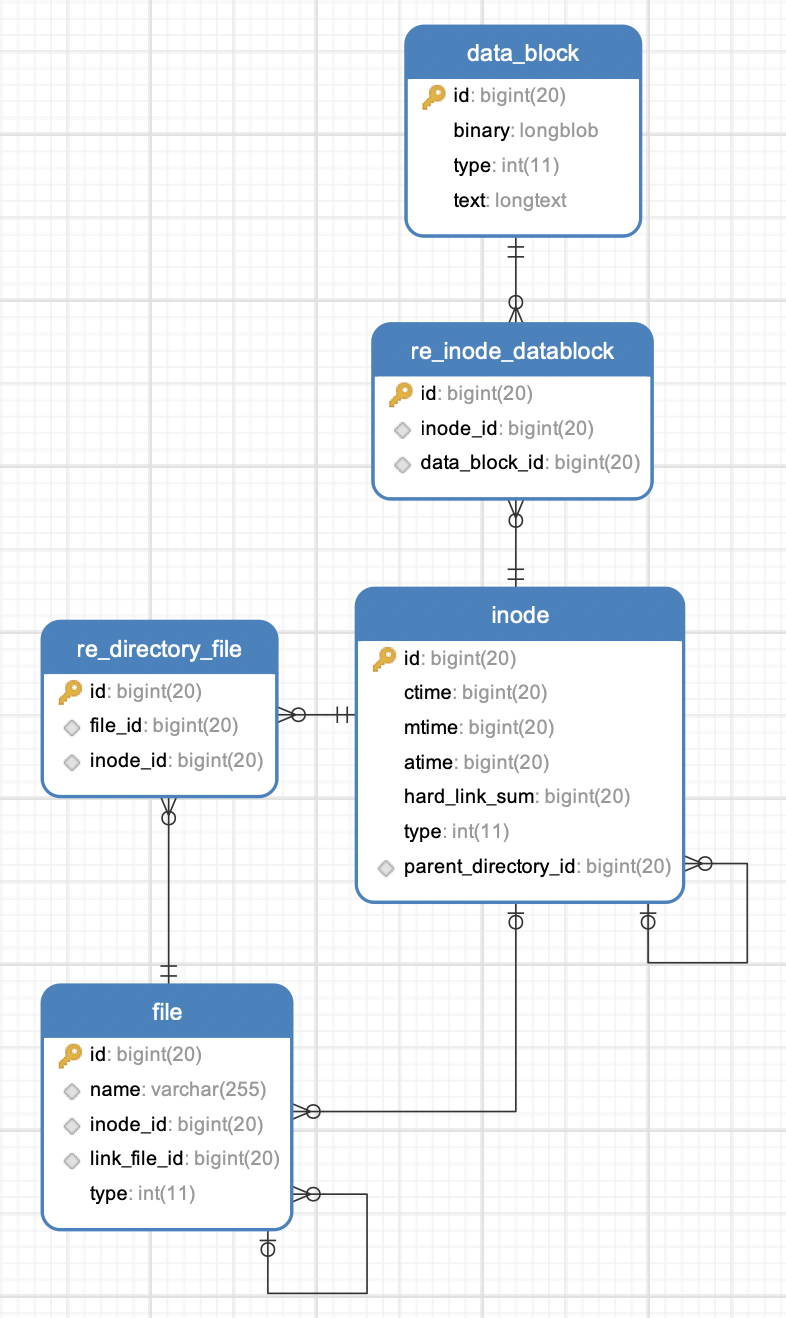 data_block
id: bigint(20)
binary: longblob
type: int(11)
text: longtext
re_inode_datablock
id: bigint(20)
inode_id: bigint(20)
data_block_id: bigint(20)
re_directory_file
id: bigint(20)
file_id: bigint(20)
inode_id: bigint(20)
inode
id: bigint(20)
ctime: bigint(20)
mtime: bigint(20)
atime: bigint(20)
hard_link_sum: bigint(20)
type: int(11)
parent_directory_id: bigint(20)
file
id: bigint(20)
name: varchar(255)
inode_id: bigint(20)
link_file_id: bigint(20)
type: int(11)